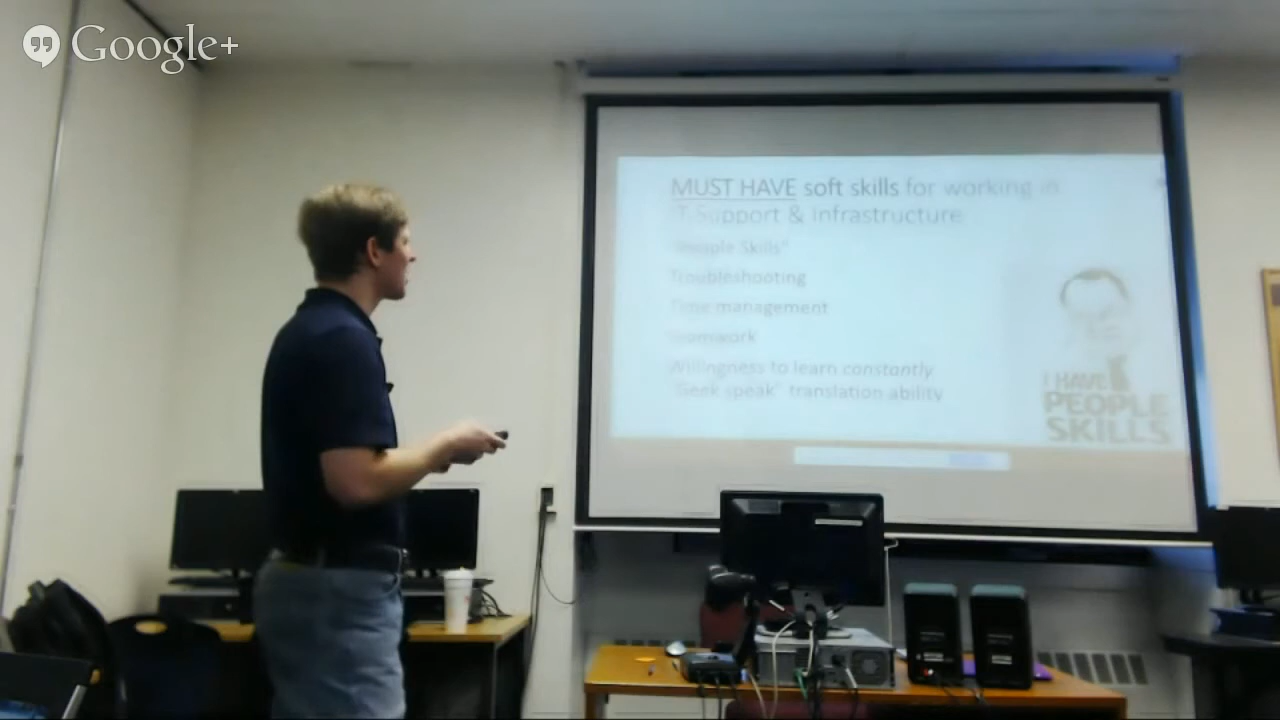 Google+
MUST HAVE soft skills for working in
IT Support & Infrastructure
"People Skills"
Troubleshooting
Time management
Teamwork
Willingness to learn constantly
"Geek speak" translation ability
I HAVE
PEOPLE
SKILLS